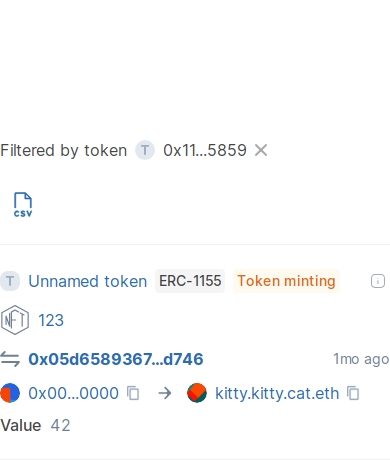 Filtered by token T 0x11...5859
CSV
T Unnamed token ERC-1155 Token minting
NFT 123
0x05d6589367...d746 1mo ago
0x00...0000 kitty.kitty.cat.eth
Value 42